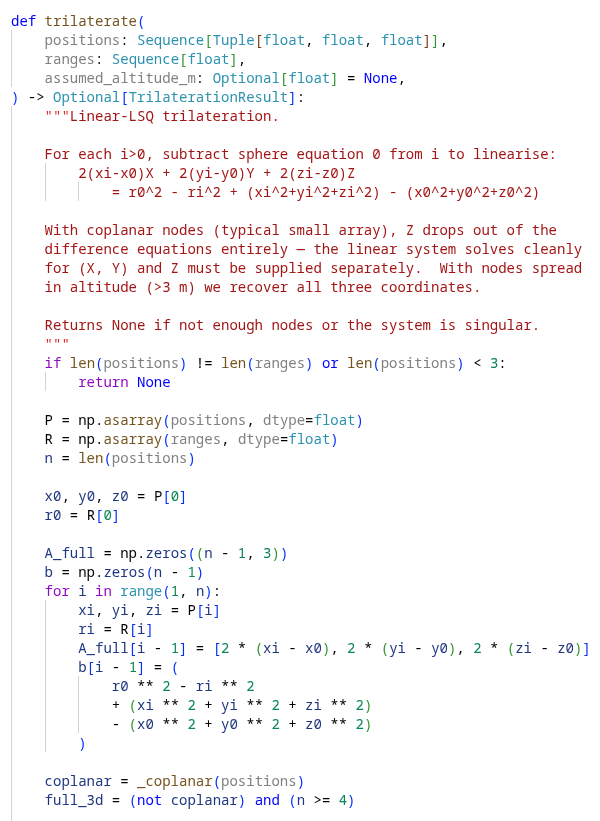 def trilaterate(
    positions: Sequence[Tuple[float, float, float]],
    ranges: Sequence[float],
    assumed_altitude_m: Optional[float] = None,
) -> Optional[TrilaterationResult]:
    """Linear-LSQ trilateration.

    For each i>0, subtract sphere equation 0 from i to linearise:
        2(xi-x0)X + 2(yi-y0)Y + 2(zi-z0)Z
            = r0^2 - ri^2 + (xi^2+yi^2+zi^2) - (x0^2+y0^2+z0^2)

    With coplanar nodes (typical small array), Z drops out of the
    difference equations entirely — the linear system solves cleanly
    for (X, Y) and Z must be supplied separately.  With nodes spread
    in altitude (>3 m) we recover all three coordinates.

    Returns None if not enough nodes or the system is singular.
    """
    if len(positions) != len(ranges) or len(positions) < 3:
        return None

    P = np.asarray(positions, dtype=float)
    R = np.asarray(ranges, dtype=float)
    n = len(positions)

    x0, y0, z0 = P[0]
    r0 = R[0]

    A_full = np.zeros((n - 1, 3))
    b = np.zeros(n - 1)
    for i in range(1, n):
        xi, yi, zi = P[i]
        ri = R[i]
        A_full[i - 1] = [2 * (xi - x0), 2 * (yi - y0), 2 * (zi - z0)]
        b[i - 1] = (
            r0 ** 2 - ri ** 2
            + (xi ** 2 + yi ** 2 + zi ** 2)
            - (x0 ** 2 + y0 ** 2 + z0 ** 2)
        )

    coplanar = _coplanar(positions)
    full_3d = (not coplanar) and (n >= 4)